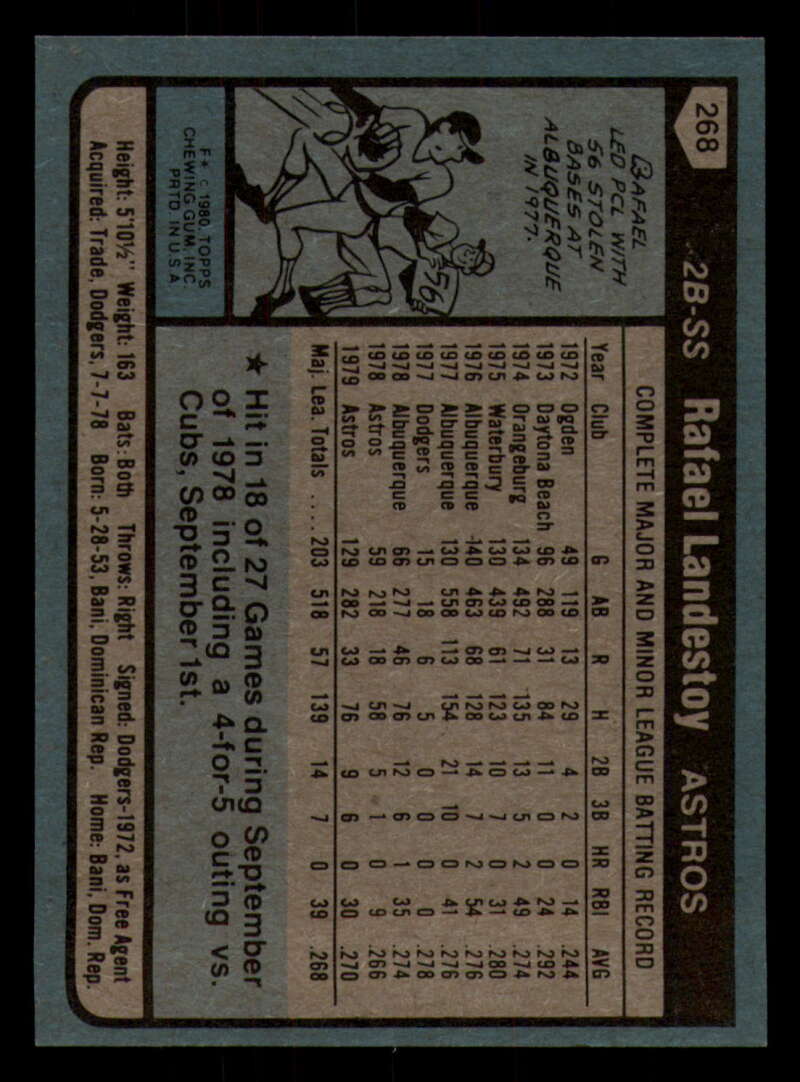 268
2B-SS Rafael Landestoy ASTROS
RAFAEL
LED PCL WITH
56 STOLEN
BASES AT
ALBUQUERQUE
IN 1977.
56
F* © 1980 TOPPS
CHEWING GUM, INC.
PRTD. IN U.S.A.
COMPLETE MAJOR AND MINOR LEAGUE BATTING RECORD
Year Club G AB R H 2B 3B HR RBI AVG
1972 Ogden 49 119 13 29 4 2 0 14 .244
1973 Daytona Beach 96 288 31 84 11 0 0 24 .292
1974 Orangeburg 134 492 71 135 13 5 2 49 .274
1975 Waterbury 130 439 61 123 10 7 0 31 .280
1976 Albuquerque 140 463 68 128 14 7 2 54 .276
1977 Albuquerque 130 558 113 154 21 10 0 41 .276
1977 Dodgers 15 18 6 5 0 0 0 0 .278
1978 Albuquerque 66 277 46 76 12 6 1 35 .274
1978 Astros 59 218 18 58 5 1 0 9 .266
1979 Astros 129 282 33 76 9 6 0 30 .270
Maj. Lea. Totals .... 203 518 57 139 14 7 0 39 .268
★ Hit in 18 of 27 Games during September
of 1978 including a 4-for-5 outing vs.
Cubs, September 1st.
Height: 5'10½" Weight: 163 Bats: Both Throws: Right Signed: Dodgers-1972, as Free Agent
Acquired: Trade, Dodgers, 7-7-78 Born: 5-28-53, Bani, Dominican Rep. Home: Bani, Dom. Rep.